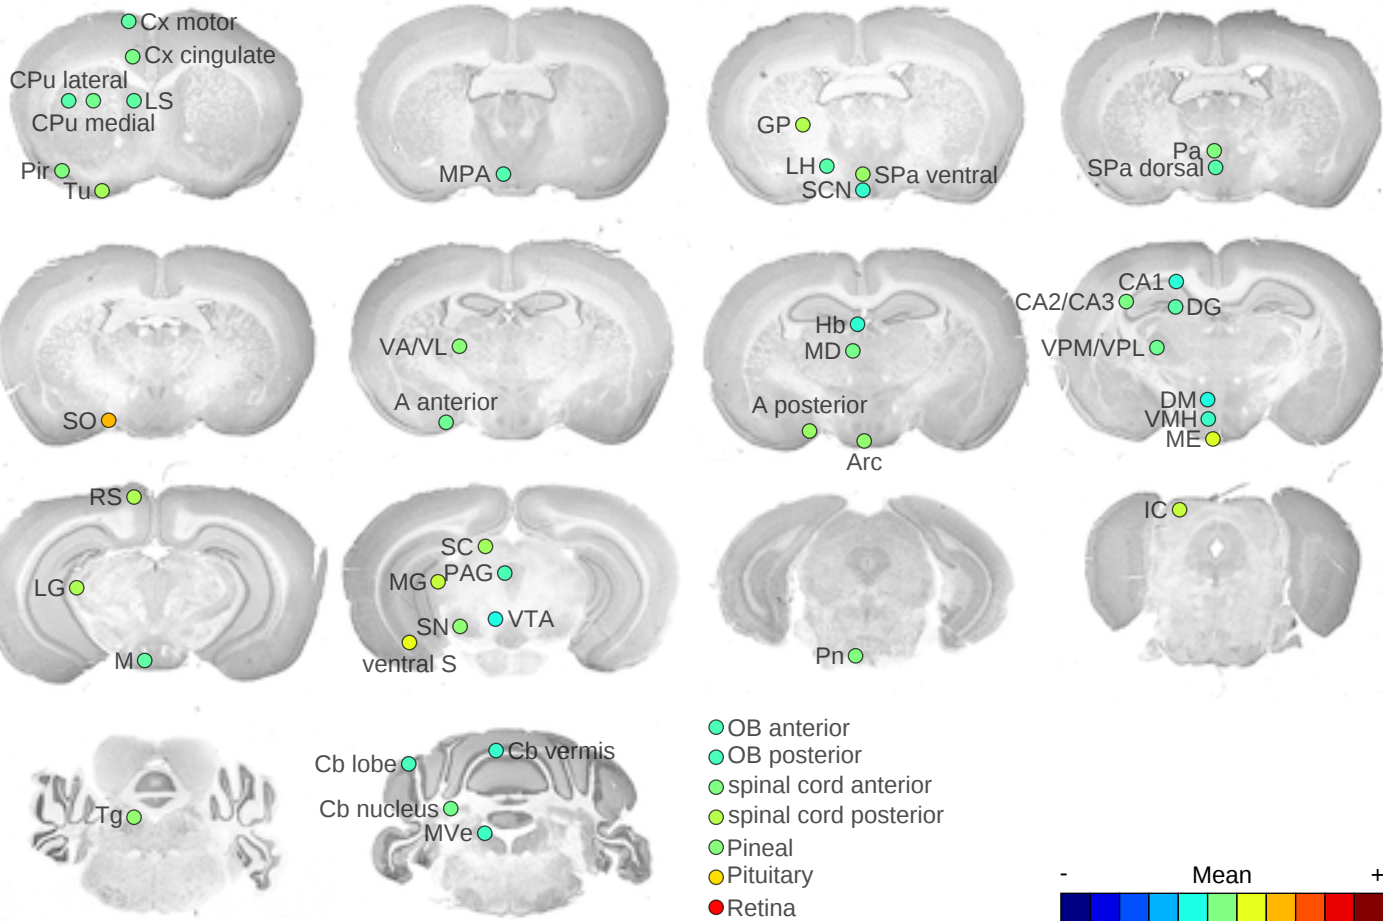 Cx motor
Cx cingulate
CPu lateral
LS
CPu medial
Pir
Tu
MPA
GP
LH
SPa ventral
SCN
Pa
SPa dorsal
SO
VA/VL
A anterior
Hb
MD
A posterior
Arc
CA1
CA2/CA3
DG
VPM/VPL
DM
VMH
ME
RS
LG
M
SC
PAG
MG
VTA
SN
ventral S
Pn
IC
Tg
Cb lobe
Cb vermis
Cb nucleus
MVe
OB anterior
OB posterior
spinal cord anterior
spinal cord posterior
Pineal
Pituitary
Retina
- Mean +